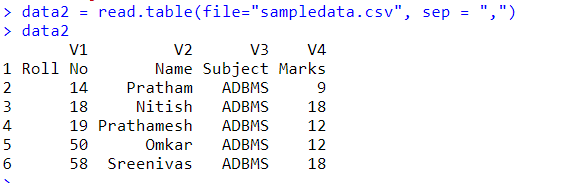 > data2 = read.table(file="sampledata.csv", sep = ",")
> data2
V1 V2 V3 V4
1 Roll No Name Subject Marks
2 14 Pratham ADBMS 9
3 18 Nitish ADBMS 18
4 19 Prathamesh ADBMS 12
5 50 Omkar ADBMS 12
6 58 Sreenivas ADBMS 18
>